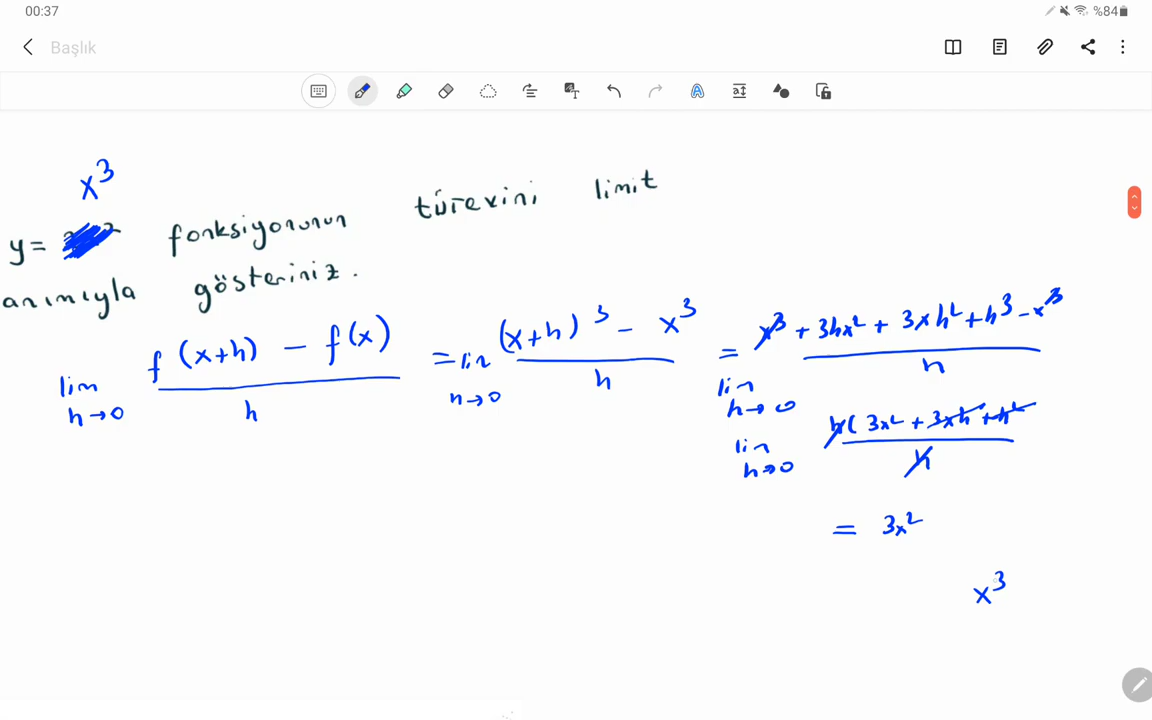 00:37
%84
Başlık
x³
y= fonksiyonunun türevini limit
anımıyla gösteriniz.
lim h→0 f(x+h) - f(x) / h = lim h→0 (x+h)³ - x³ / h = lim h→0 x³ + 3hx² + 3xh² + h³ - x³ / h
lim h→0 h( 3x² + 3xh + h² / h
= 3x²
x³